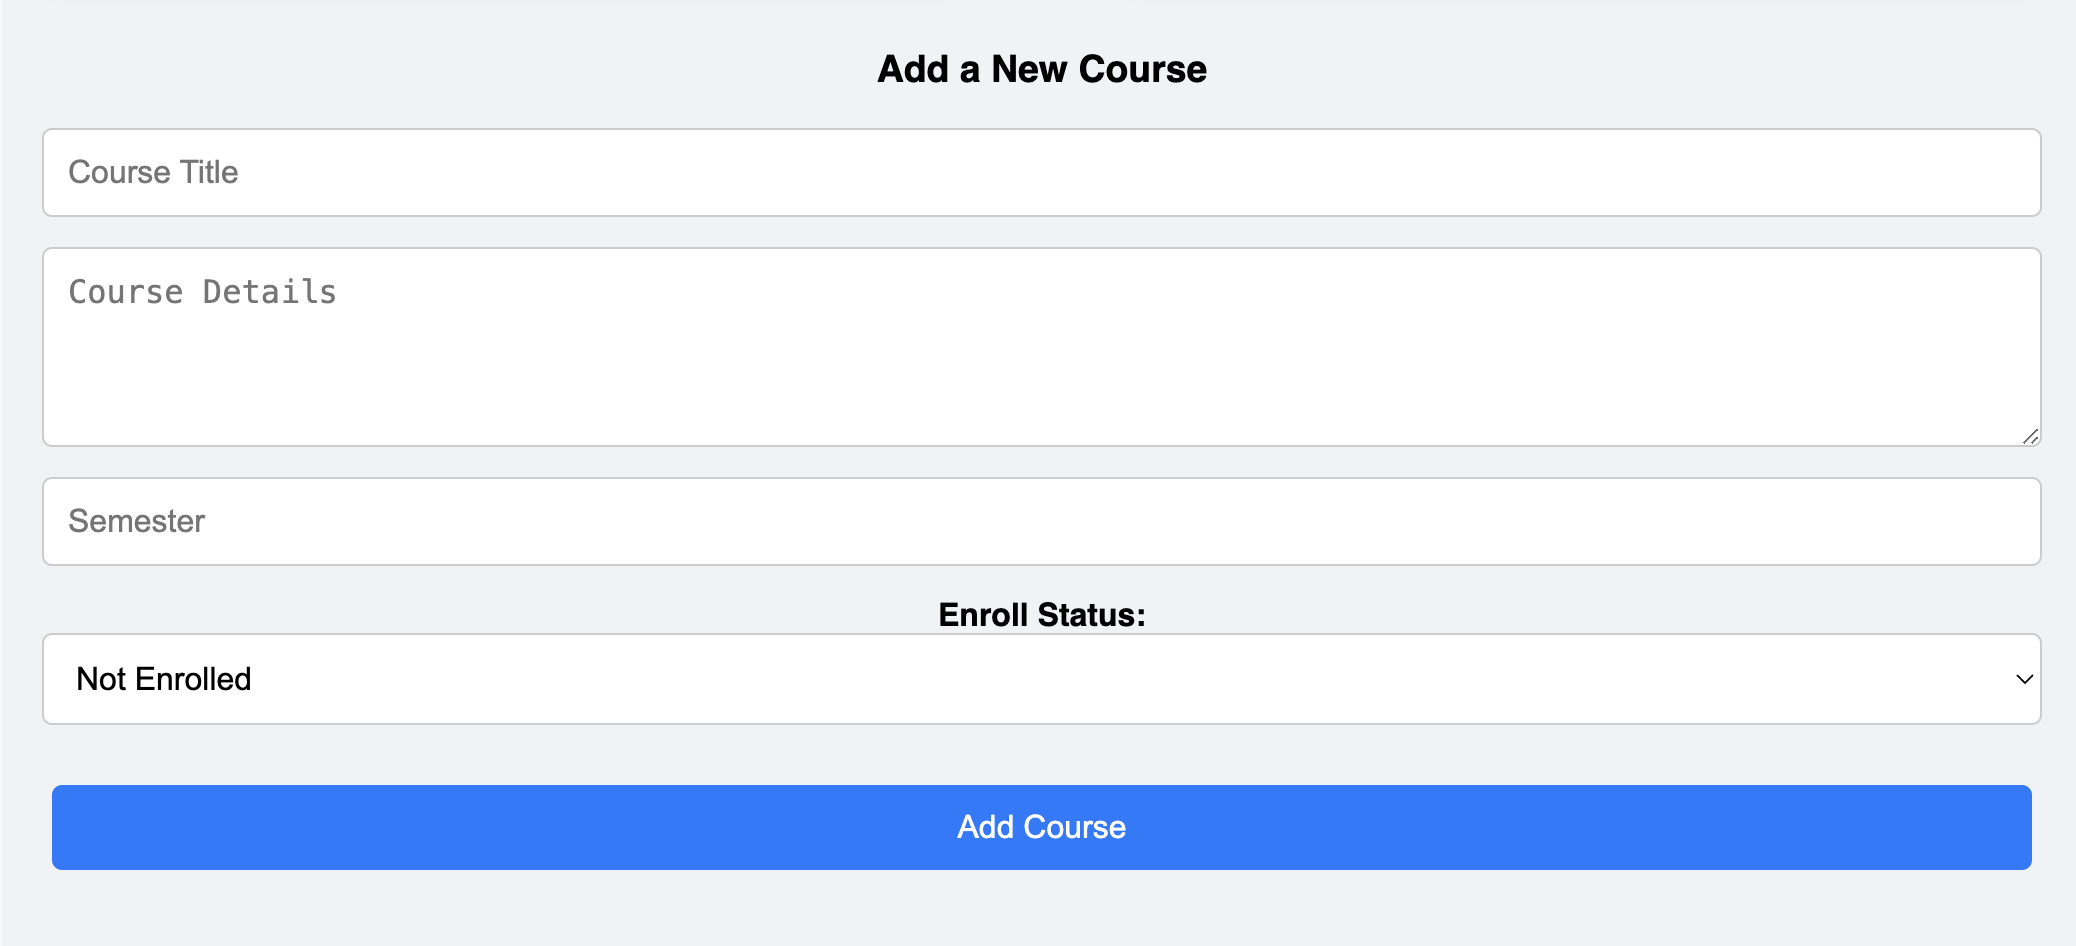 Add a New Course
Course Title
Course Details
Semester
Enroll Status:
Not Enrolled
Add Course